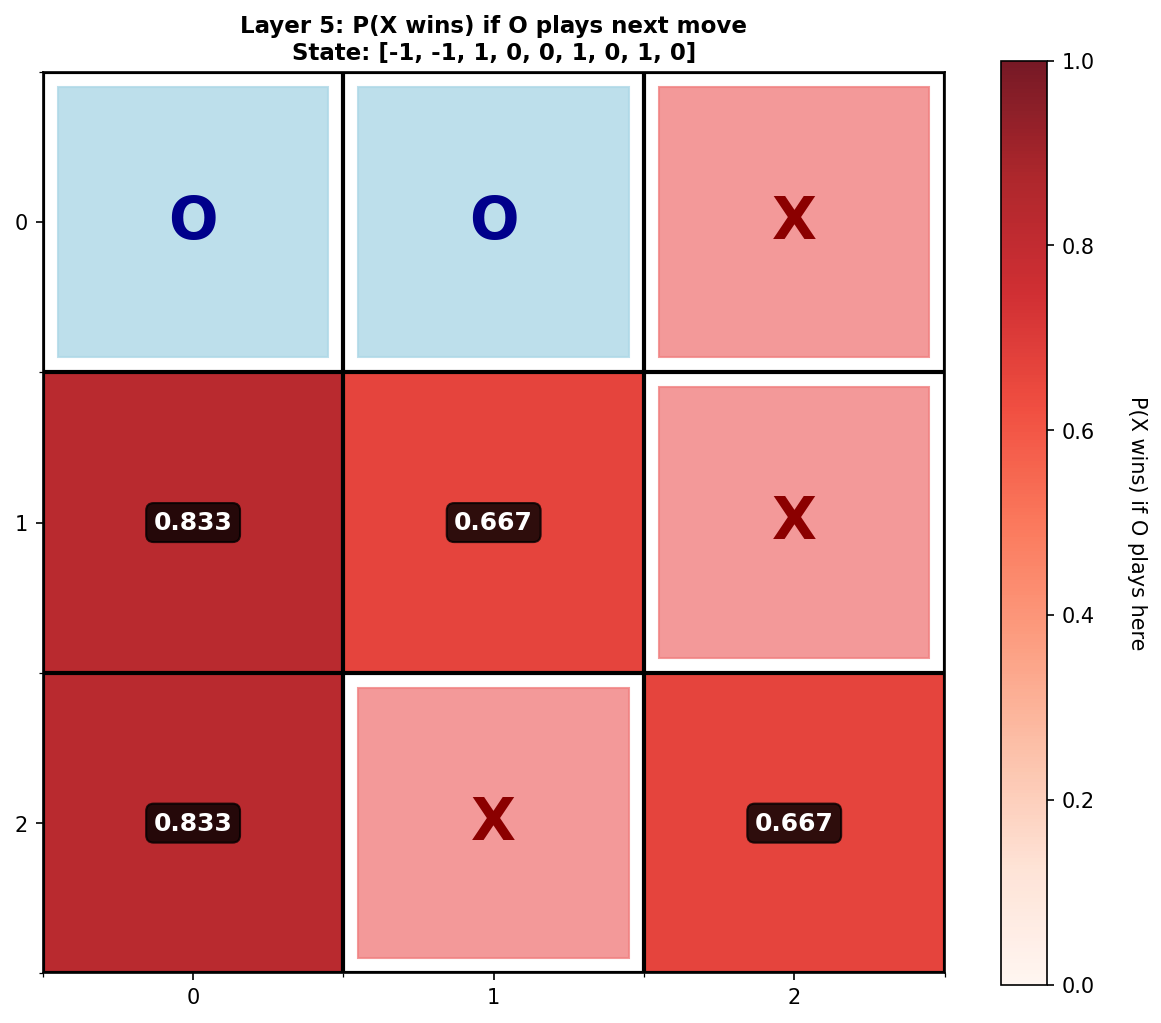 Layer 5: P(X wins) if O plays next move
State: [-1, -1, 1, 0, 0, 1, 0, 1, 0]
0
O
O
X
1
0.833
0.667
X
2
0.833
X
0.667
0
1
2
1.0
0.8
0.6
0.4
0.2
0.0
P(X wins) if O plays here